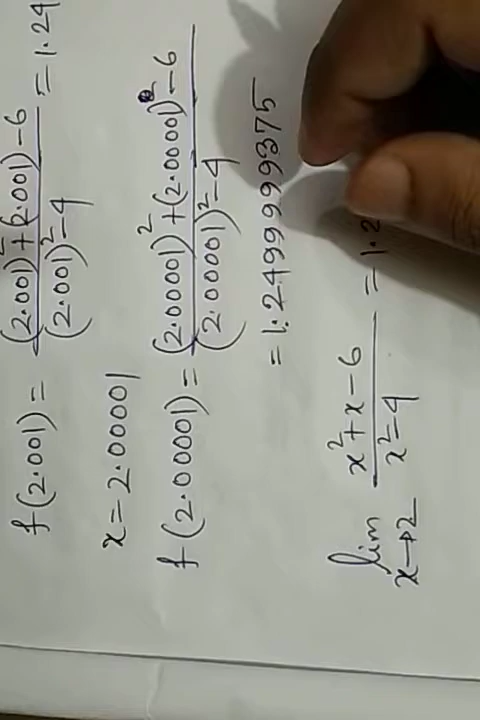 f(2.001) = (2.001)²+(2.001)-6 / (2.001)²-4 = 1.24
x = 2.00001
f(2.00001) = (2.00001)²+(2.00001)-6 / (2.00001)²-4
= 1.2499999375
lim x→2 x²+x-6 / x²-4 = 1.2